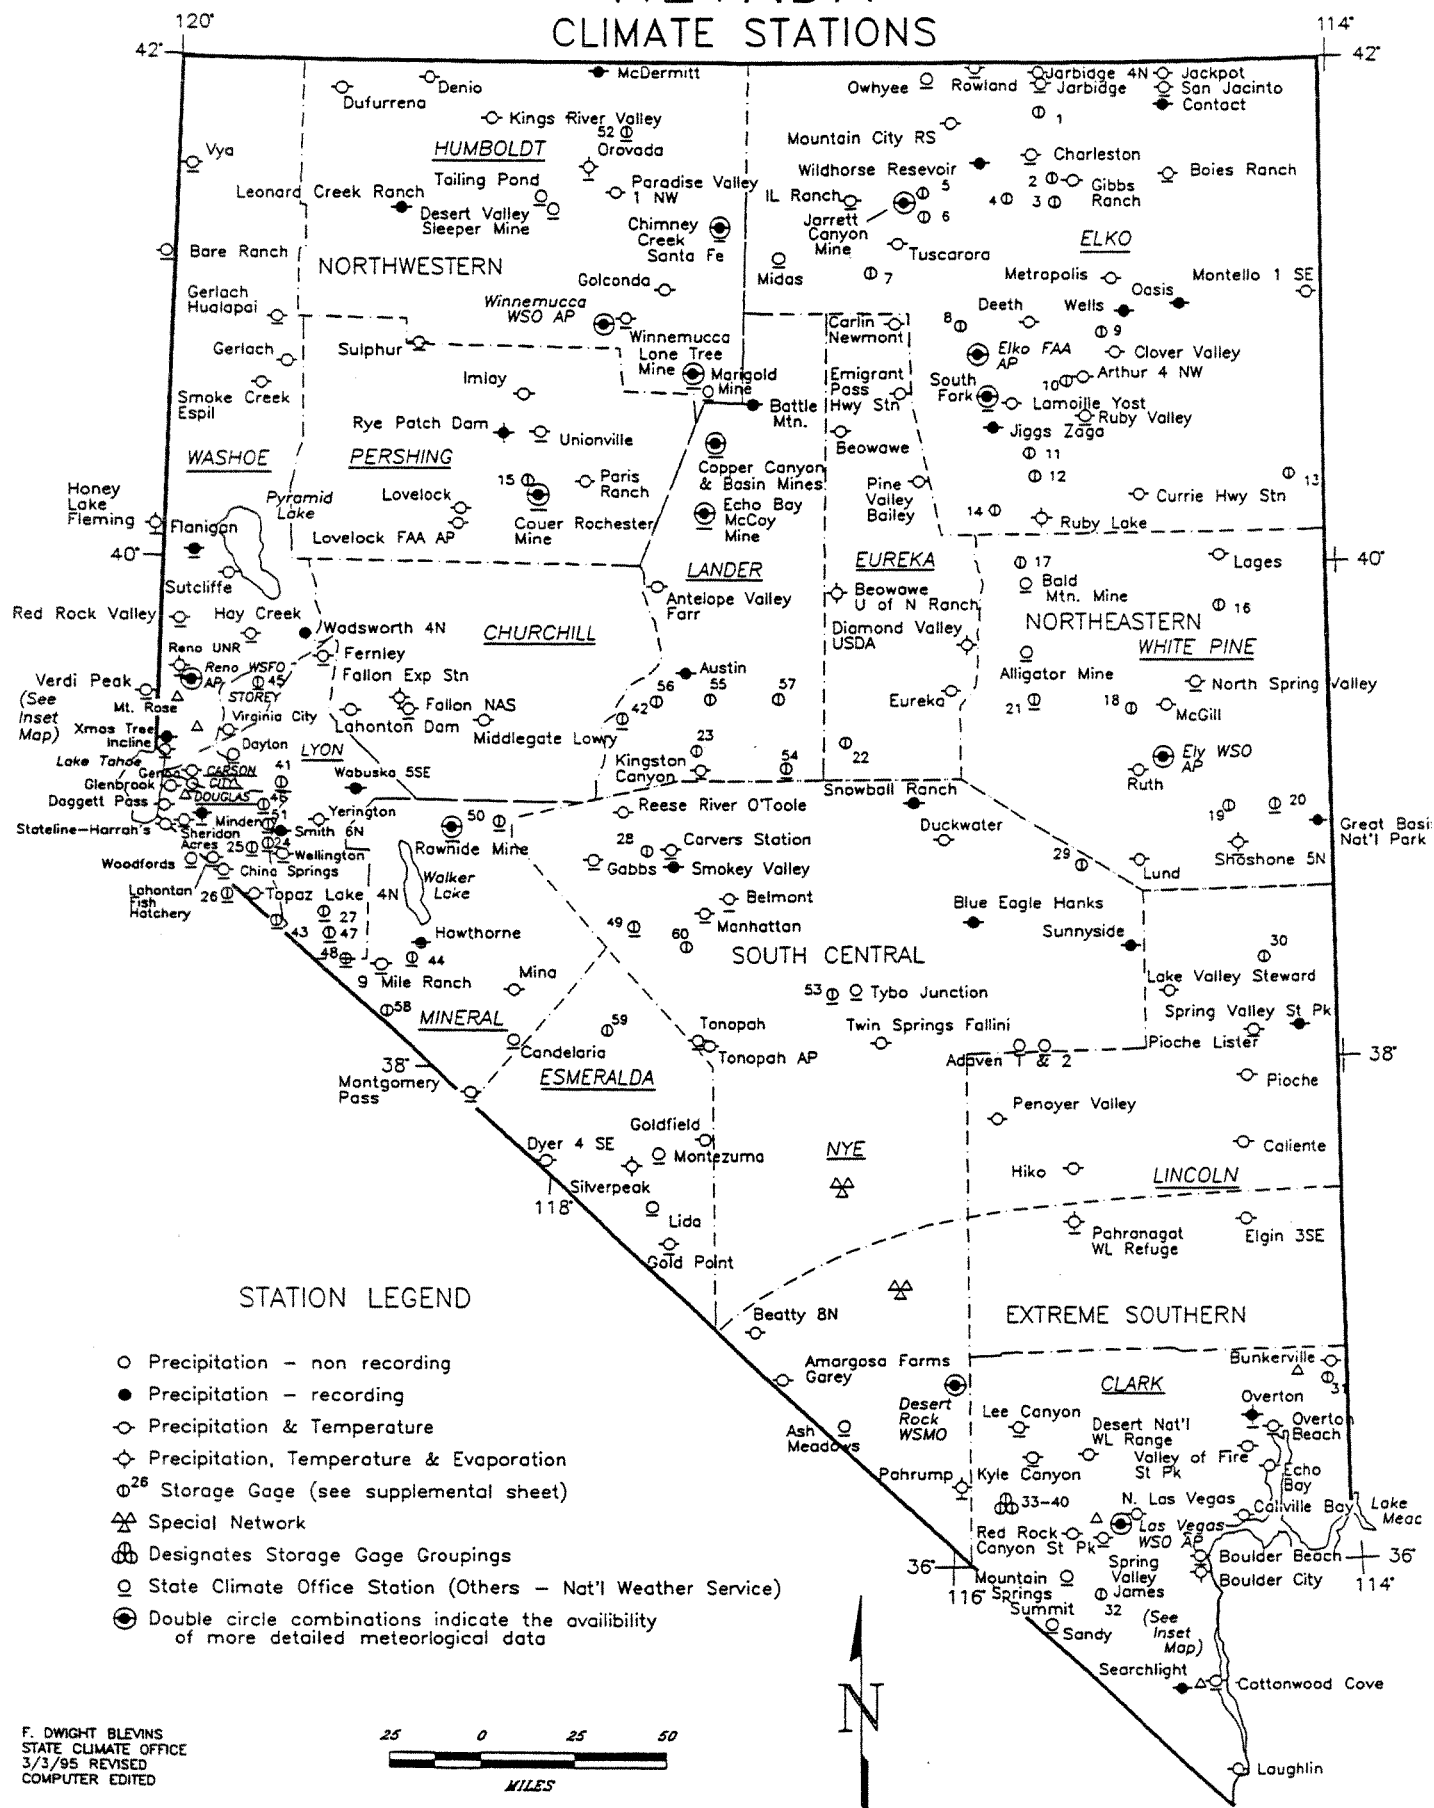 CLIMATE STATIONS
120°
114°
42°
42°
McDermitt
Denio
Dufurrena
Kings River Valley
52
Orovada
HUMBOLDT
Vya
Tailing Pond
Leonard Creek Ranch
Desert Valley
Sleeper Mine
Paradise Valley
1 NW
Chimney
Creek
Santa Fe
Owhyee
Rowland
Jarbidge 4N
Jarbidge
Jackpot
San Jacinto
Contact
1
Mountain City RS
Wildhorse Resevoir
Charleston
2
3
4
5
6
Gibbs
Ranch
Boies Ranch
IL Ranch
Jarrett
Canyon
Mine
Tuscarora
ELKO
Midas
7
Bare Ranch
NORTHWESTERN
Golconda
Metropolis
Montello 1 SE
Oasis
Wells
Deeth
Gerlach
Hualapai
Winnemucca
WSO AP
Winnemucca
Carlin
Newmont
8
9
Elko FAA
AP
Clover Valley
Gerlach
Sulphur
Lone Tree
Mine
Marigold
Mine
Imlay
Emigrant
Pass
Hwy Stn
South
Fork
10
Arthur 4 NW
Lamoille Yost
Ruby Valley
Smoke Creek
Espil
Battle
Mtn.
Rye Patch Dam
Unionville
Beowawe
Jiggs Zaga
WASHOE
PERSHING
Copper Canyon
& Basin Mines
11
12
13
15
Paris
Ranch
Honey
Lake
Fleming
Pyramid
Lake
Lovelock
Pine
Valley
Bailey
Currie Hwy Stn
Flanigan
Lovelock FAA AP
Couer Rochester
Mine
Echo Bay
McCoy
Mine
14
Ruby Lake
40°
40°
Sutcliffe
LANDER
EUREKA
17
Lages
Antelope Valley
Farr
Beowawe
U of N Ranch
Bald
Mtn. Mine
16
Red Rock Valley
Hay Creek
Wadsworth 4N
CHURCHILL
Diamond Valley
USDA
NORTHEASTERN
WHITE PINE
Reno UNR
Reno WSFO
AP
Fernley
Fallon Exp Stn
Austin
Alligator Mine
North Spring Valley
Verdi Peak
(See
Inset
Map)
45
STOREY
Mt. Rose
Virginia City
Fallon NAS
Lahonton Dam
Middlegate Lowry
42
56
55
57
Eureka
21
18
McGill
Xmas Tree
Incline
Dayton
LYON
23
22
Ely WSO
AP
Lake Tahoe
Genoa
CARSON
CITY
41
Wabuska 5SE
Kingston
Canyon
54
Ruth
Glenbrook
DOUGLAS
46
Snowball Ranch
Daggett Pass
Minden
51
Yerington
Reese River O'Toole
19
20
Stateline-Harrah's
Sheridan
Acres
Smith 6N
50
Rawhide Mine
Duckwater
Great Basi
Nat'l Park
25
24
Wellington
28
Carvers Station
29
Shoshone 5N
Woodfords
China Springs
Gabbs
Smokey Valley
Lund
Lahontan
Fish
Hatchery
26
Topaz Lake 4N
Walker
Lake
Belmont
Manhattan
Blue Eagle Hanks
27
43
47
48
Hawthorne
44
49
60
Sunnyside
SOUTH CENTRAL
30
9 Mile Ranch
Mina
Lake Valley Steward
58
53
Tybo Junction
Spring Valley St Pk
MINERAL
59
Tonopah
Tonopah AP
Twin Springs Fallini
Pioche Lister
Candelaria
Adaven 1 & 2
38°
38°
ESMERALDA
Montgomery
Pass
Pioche
Penoyer Valley
Goldfield
Dyer 4 SE
Montezuma
NYE
Caliente
Silverpeak
Hiko
LINCOLN
118°
Lida
Gold Point
Pahranagat
WL Refuge
Elgin 3SE
Beatty 8N
EXTREME SOUTHERN
Amargosa Farms
Garey
Bunkerville
31
CLARK
Desert
Rock
WSMO
Lee Canyon
Desert Nat'l
WL Range
Overton
Overton
Beach
Ash
Meadows
Valley of Fire
St Pk
Echo
Bay
Pahrump
Kyle Canyon
33-40
N. Las Vegas
Callville Bay
Lake
Meac
Red Rock
Canyon St Pk
Las Vegas
WSO AP
36°
36°
Boulder Beach
Boulder City
Mountain
Springs
Summit
Spring
Valley
James
32
116°
114°
Sandy
(See
Inset
Map)
Searchlight
Cottonwood Cove
Laughlin
STATION LEGEND
Precipitation - non recording
Precipitation - recording
Precipitation & Temperature
Precipitation, Temperature & Evaporation
26 Storage Gage (see supplemental sheet)
Special Network
Designates Storage Gage Groupings
State Climate Office Station (Others - Nat'l Weather Service)
Double circle combinations indicate the availibility
of more detailed meteorlogical data
N
F. DWIGHT BLEVINS
STATE CLIMATE OFFICE
3/3/95 REVISED
COMPUTER EDITED
25 0 25 50
MILES